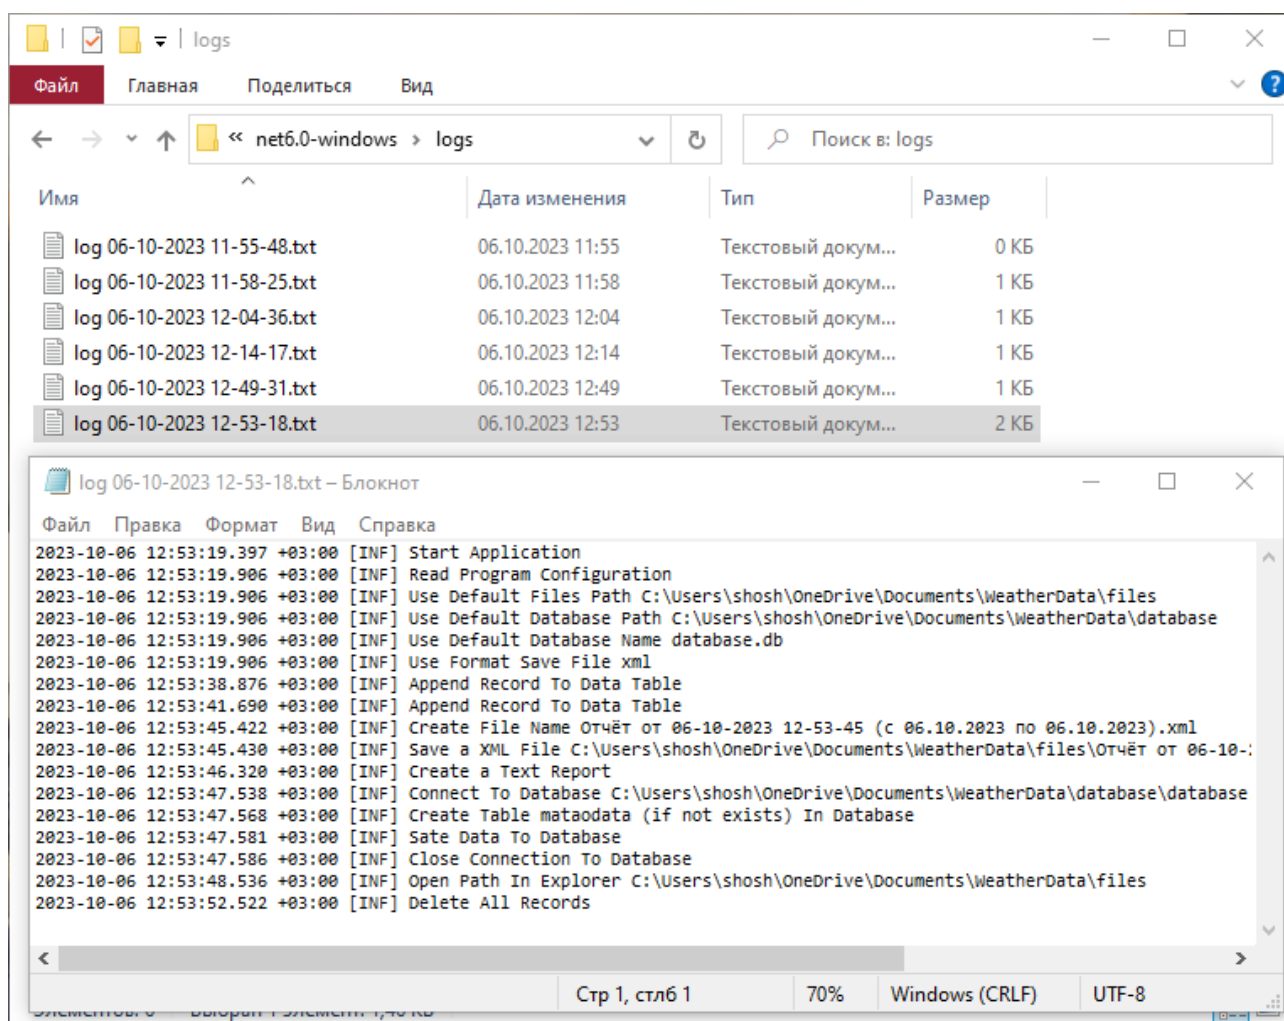 logs
Файл Главная Поделиться Вид
« net6.0-windows › logs Поиск в: logs
Имя Дата изменения Тип Размер
log 06-10-2023 11-55-48.txt 06.10.2023 11:55 Текстовый докум... 0 КБ
log 06-10-2023 11-58-25.txt 06.10.2023 11:58 Текстовый докум... 1 КБ
log 06-10-2023 12-04-36.txt 06.10.2023 12:04 Текстовый докум... 1 КБ
log 06-10-2023 12-14-17.txt 06.10.2023 12:14 Текстовый докум... 1 КБ
log 06-10-2023 12-49-31.txt 06.10.2023 12:49 Текстовый докум... 1 КБ
log 06-10-2023 12-53-18.txt 06.10.2023 12:53 Текстовый докум... 2 КБ
log 06-10-2023 12-53-18.txt – Блокнот
Файл Правка Формат Вид Справка
2023-10-06 12:53:19.397 +03:00 [INF] Start Application
2023-10-06 12:53:19.906 +03:00 [INF] Read Program Configuration
2023-10-06 12:53:19.906 +03:00 [INF] Use Default Files Path C:\Users\shosh\OneDrive\Documents\WeatherData\files
2023-10-06 12:53:19.906 +03:00 [INF] Use Default Database Path C:\Users\shosh\OneDrive\Documents\WeatherData\database
2023-10-06 12:53:19.906 +03:00 [INF] Use Default Database Name database.db
2023-10-06 12:53:19.906 +03:00 [INF] Use Format Save File xml
2023-10-06 12:53:38.876 +03:00 [INF] Append Record To Data Table
2023-10-06 12:53:41.690 +03:00 [INF] Append Record To Data Table
2023-10-06 12:53:45.422 +03:00 [INF] Create File Name Отчёт от 06-10-2023 12-53-45 (с 06.10.2023 по 06.10.2023).xml
2023-10-06 12:53:45.430 +03:00 [INF] Save a XML File C:\Users\shosh\OneDrive\Documents\WeatherData\files\Отчёт от 06-10-
2023-10-06 12:53:46.320 +03:00 [INF] Create a Text Report
2023-10-06 12:53:47.538 +03:00 [INF] Connect To Database C:\Users\shosh\OneDrive\Documents\WeatherData\database\database
2023-10-06 12:53:47.568 +03:00 [INF] Create Table mataodata (if not exists) In Database
2023-10-06 12:53:47.581 +03:00 [INF] Sate Data To Database
2023-10-06 12:53:47.586 +03:00 [INF] Close Connection To Database
2023-10-06 12:53:48.536 +03:00 [INF] Open Path In Explorer C:\Users\shosh\OneDrive\Documents\WeatherData\files
2023-10-06 12:53:52.522 +03:00 [INF] Delete All Records
Стр 1, стлб 1 70% Windows (CRLF) UTF-8